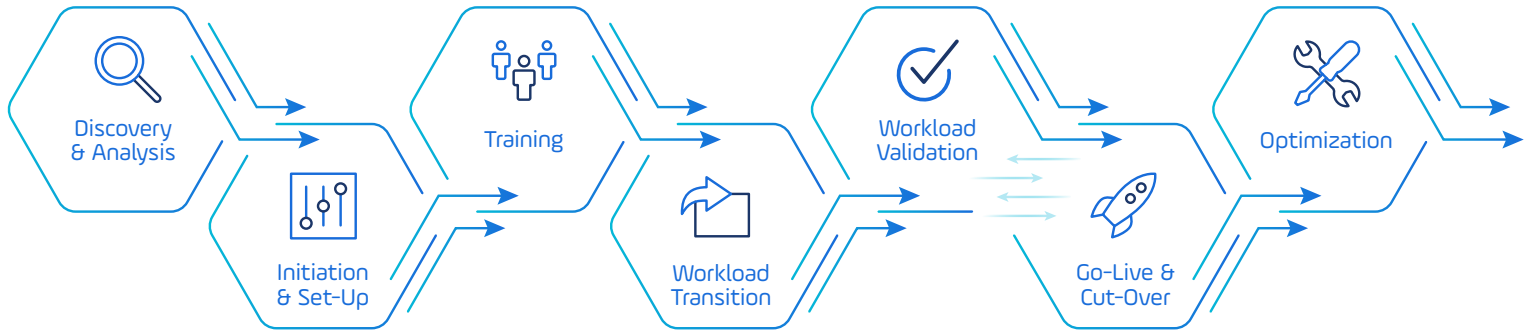 Discovery
& Analysis
Initiation
& Set-Up
Training
Workload
Transition
Workload
Validation
Go-Live &
Cut-Over
Optimization